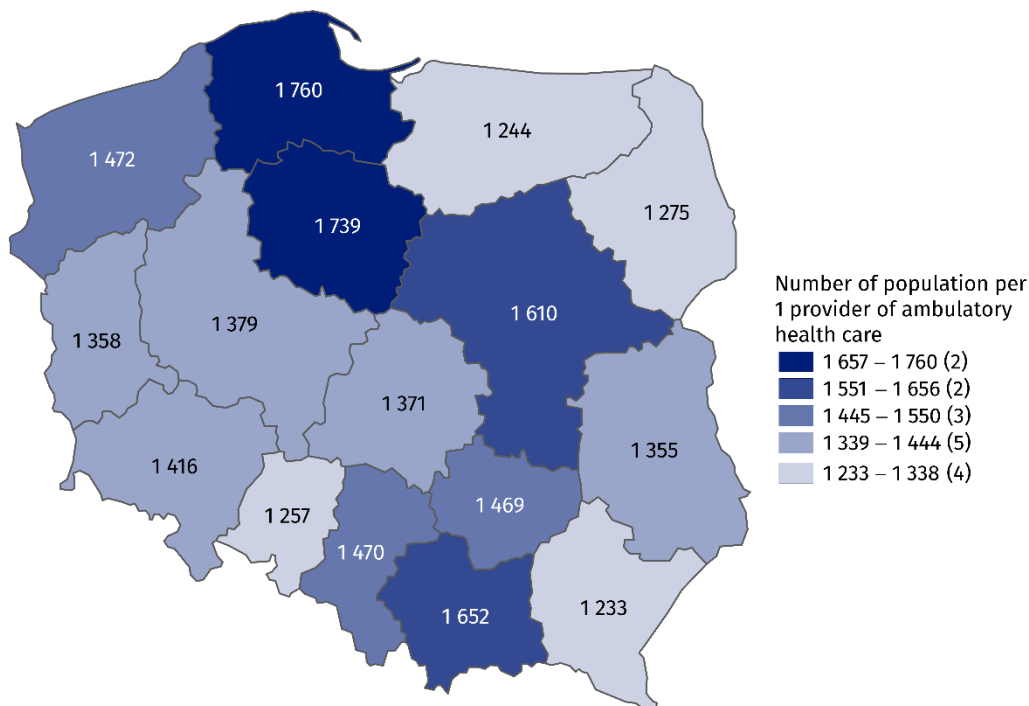 1 760
1 244
1 472
1 275
1 739
1 610
1 379
1 358
1 371
1 355
1 416
1 469
1 257
1 470
1 652
1 233
Number of population per
1 provider of ambulatory
health care
1 657 – 1 760 (2)
1 551 – 1 656 (2)
1 445 – 1 550 (3)
1 339 – 1 444 (5)
1 233 – 1 338 (4)